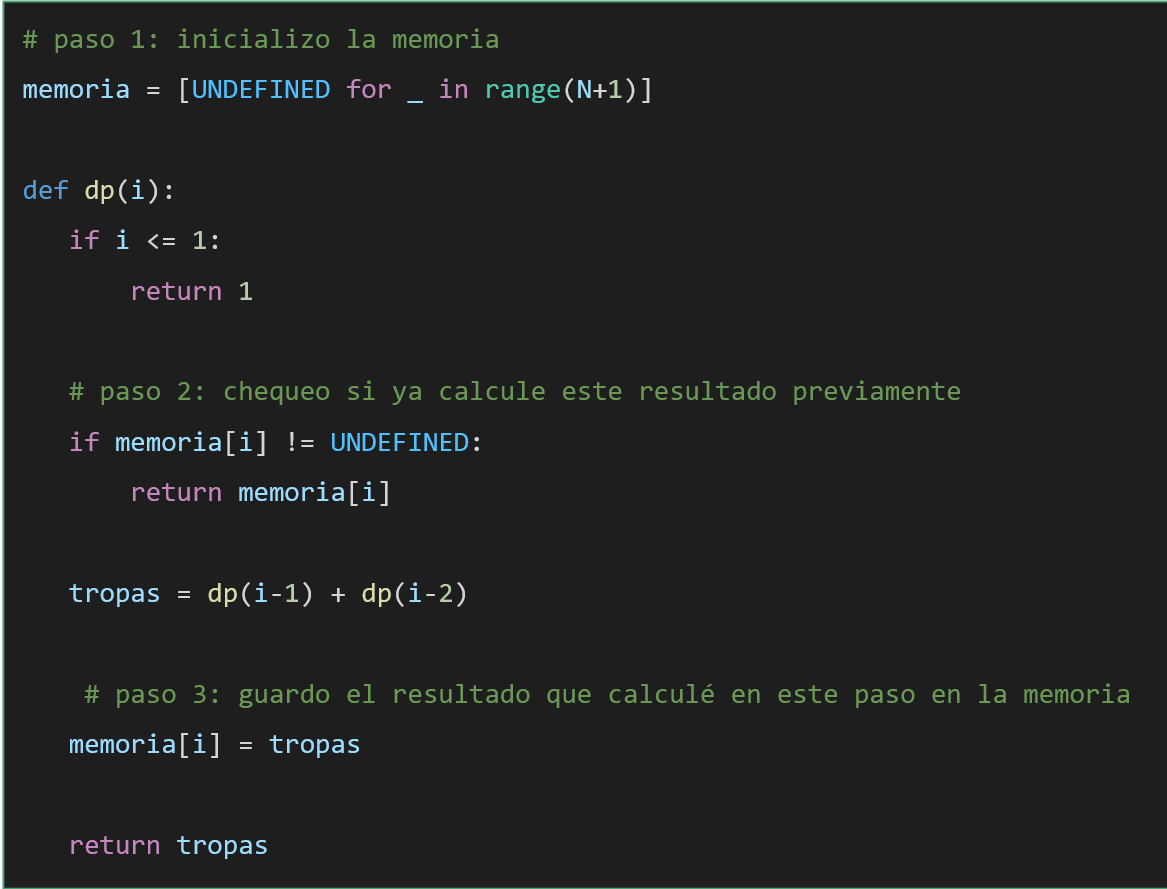 # paso 1: inicializo la memoria
memoria = [UNDEFINED for _ in range(N+1)]
def dp(i):
if i <= 1:
return 1
# paso 2: chequeo si ya calcule este resultado previamente
if memoria[i] != UNDEFINED:
return memoria[i]
tropas = dp(i-1) + dp(i-2)
# paso 3: guardo el resultado que calculé en este paso en la memoria
memoria[i] = tropas
return tropas